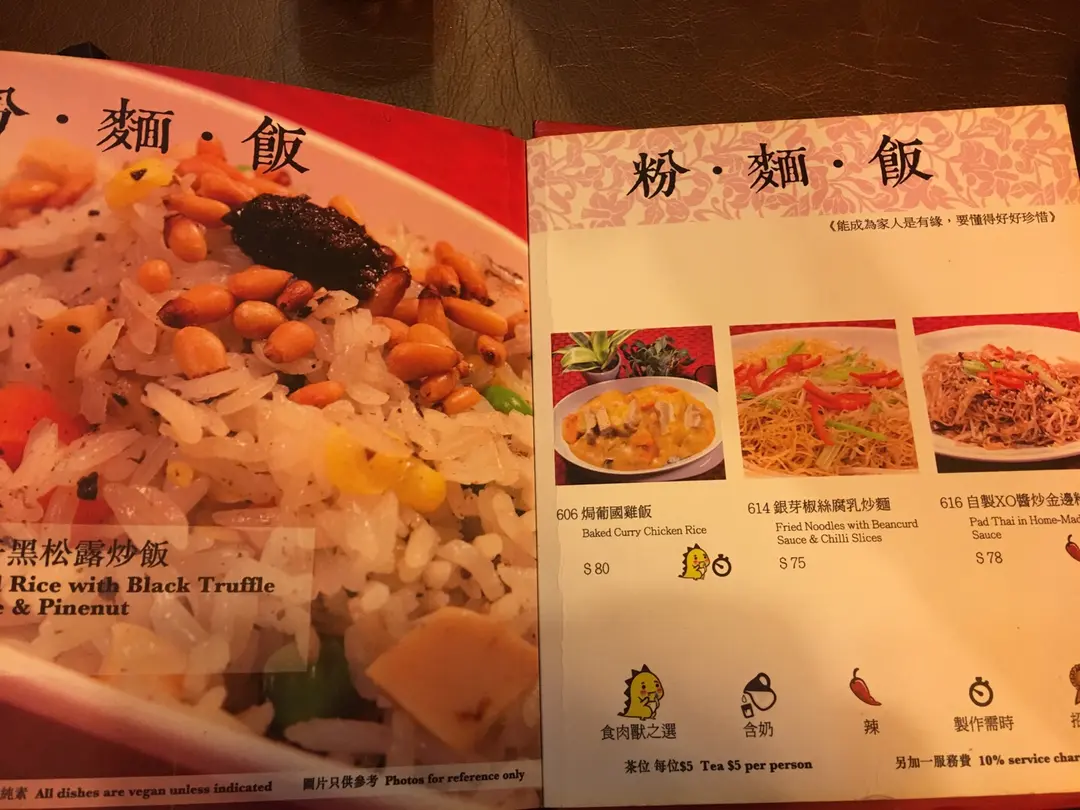 ·麵·飯
黑松露炒飯
Rice with Black Truffle
& Pinenut
純素 All dishes are vegan unless indicated
圖片只供參考 Photos for reference only
粉·麵·飯
《能成為家人是有緣,要懂得好好珍惜》
606 焗葡國雞飯
Baked Curry Chicken Rice
$ 80
614 銀芽椒絲腐乳炒麵
Fried Noodles with Beancurd
Sauce & Chilli Slices
$ 75
616 自製XO醬炒金邊
Pad Thai in Home-Mad
Sauce
$ 78
食肉獸之選
含奶
辣
製作需時
茶位 每位$5 Tea $5 per person
另加一服務費 10% service char